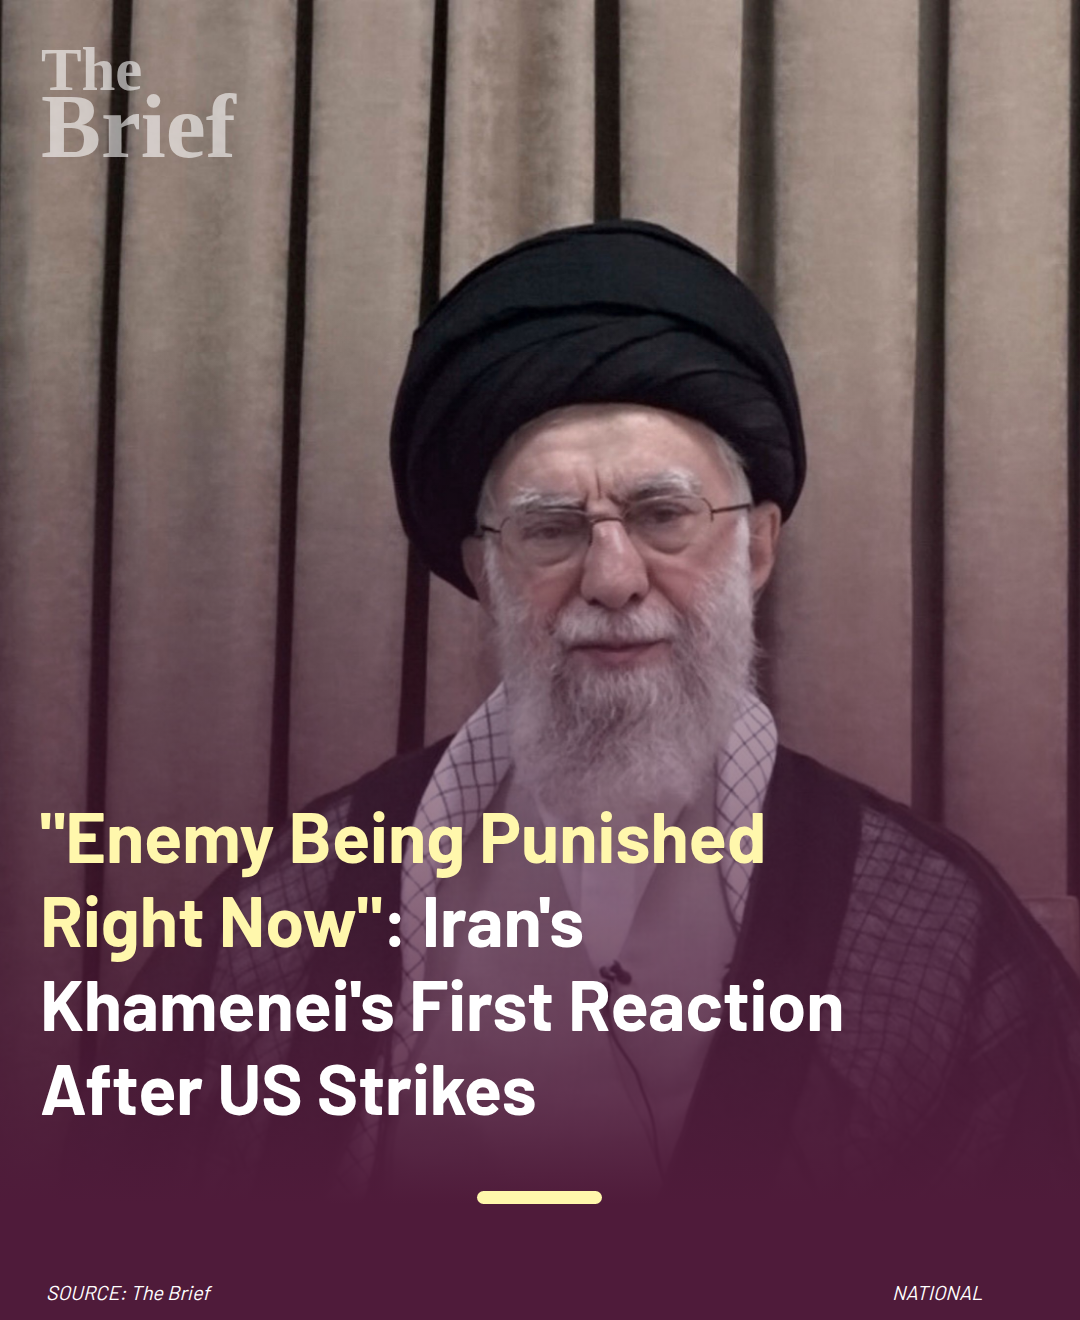 The
Brief
"Enemy Being Punished
Right Now": Iran's
Khamenei's First Reaction
After US Strikes
SOURCE: The Brief
NATIONAL